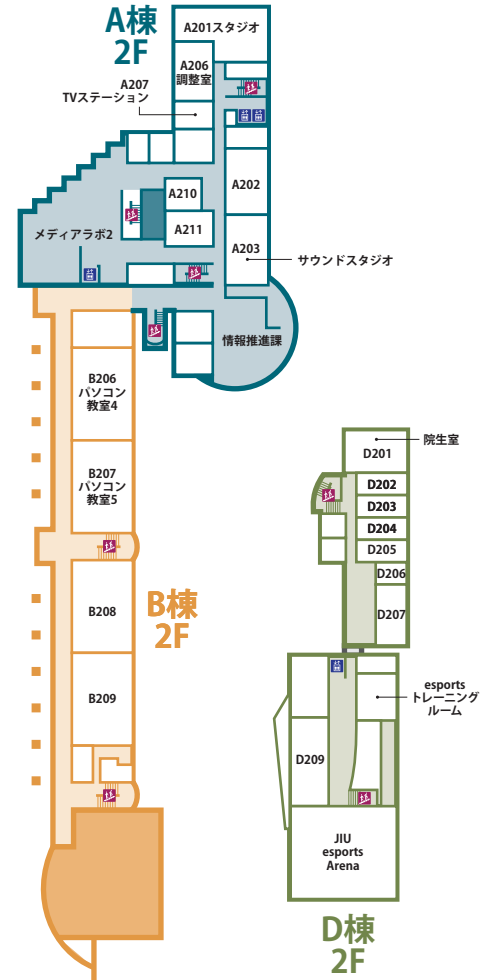 A棟
2F
A201スタジオ
A206
調整室
A207
TVステーション
A202
A210
A211
A203
メディアラボ2
サウンドスタジオ
情報推進課
B206
パソコン
教室4
B207
パソコン
教室5
B208
B棟
2F
B209
院生室
D201
D202
D203
D204
D205
D206
D207
esports
トレーニング
ルーム
D209
JIU
esports
Arena
D棟
2F